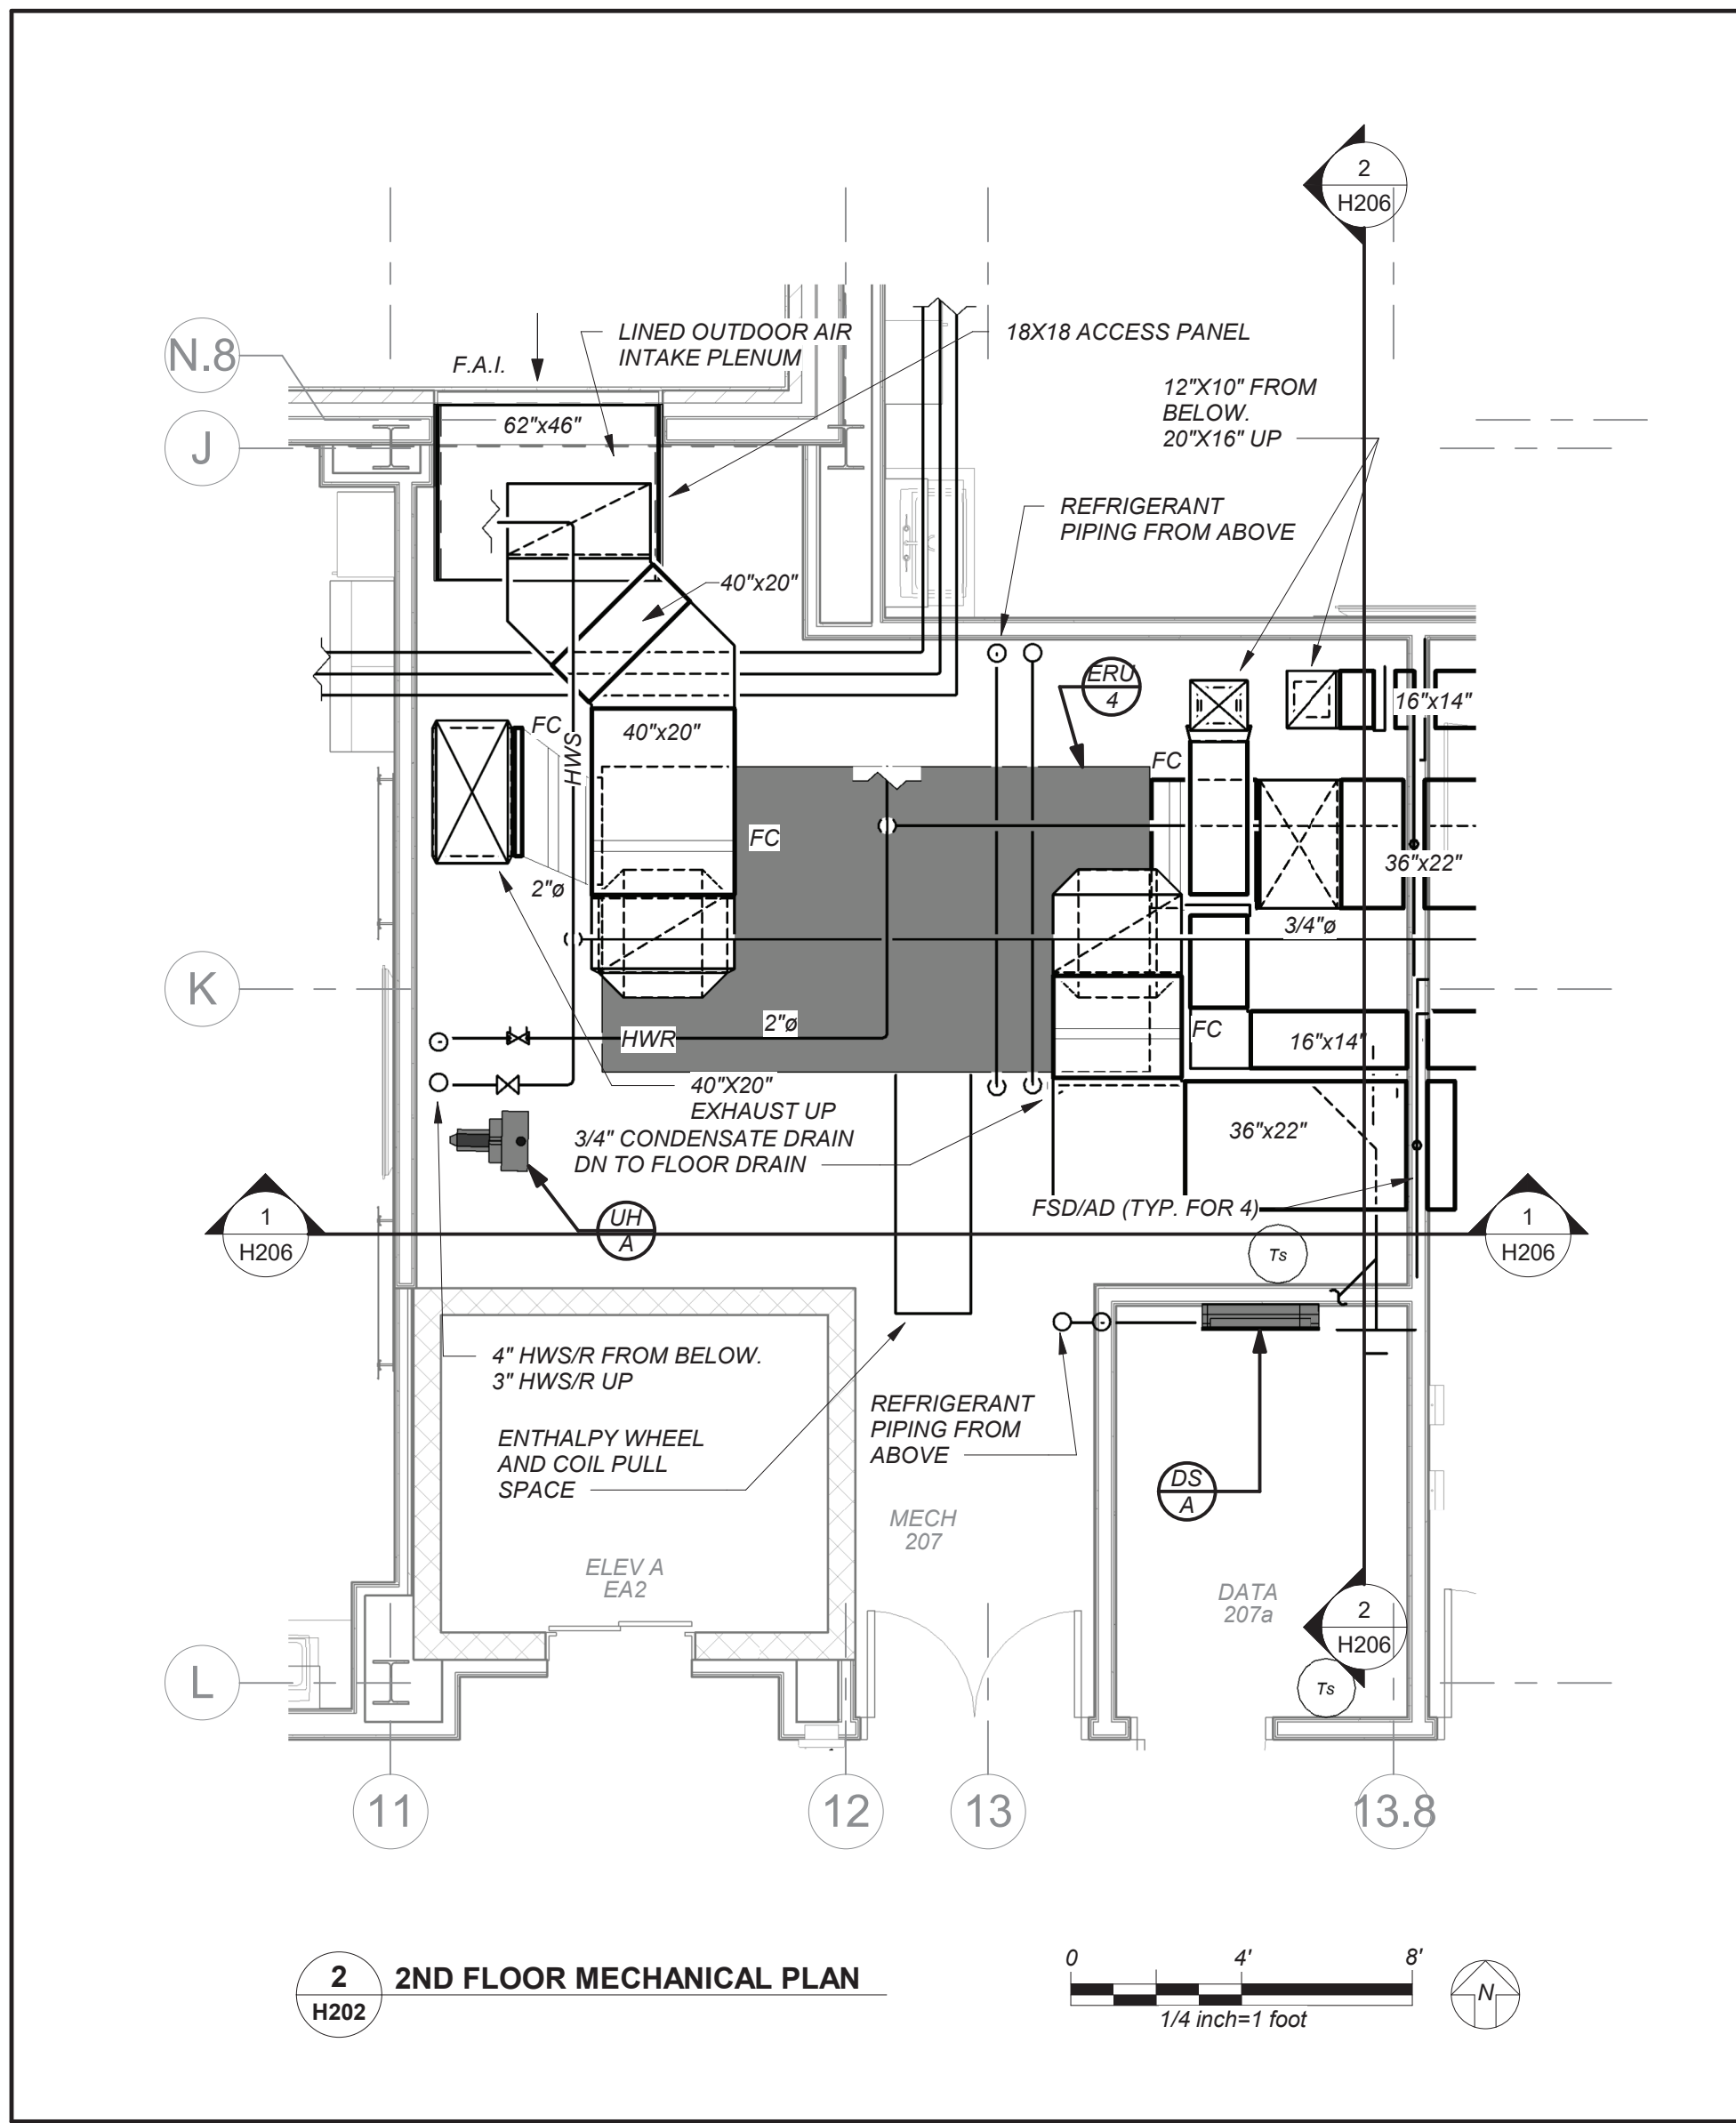 2
H206
LINED OUTDOOR AIR
INTAKE PLENUM
18X18 ACCESS PANEL
N.8
F.A.I.
12"X10" FROM
BELOW.
20"X16" UP
62"x46"
J
REFRIGERANT
PIPING FROM ABOVE
40"x20"
ERU
4
16"x14"
FC
HWS
40"x20"
FC
FC
36"x22"
2"ø
3/4"ø
K
2"ø
HWR
FC
16"x14"
40"X20"
EXHAUST UP
3/4" CONDENSATE DRAIN
DN TO FLOOR DRAIN
36"x22"
FSD/AD (TYP. FOR 4)
1
H206
UH
A
1
H206
Ts
4" HWS/R FROM BELOW.
3" HWS/R UP
REFRIGERANT
PIPING FROM
ABOVE
ENTHALPY WHEEL
AND COIL PULL
SPACE
DS
A
MECH
207
ELEV A
EA2
DATA
207a
2
H206
L
Ts
11
12
13
13.8
2
H202
2ND FLOOR MECHANICAL PLAN
0 4' 8'
1/4 inch=1 foot
N